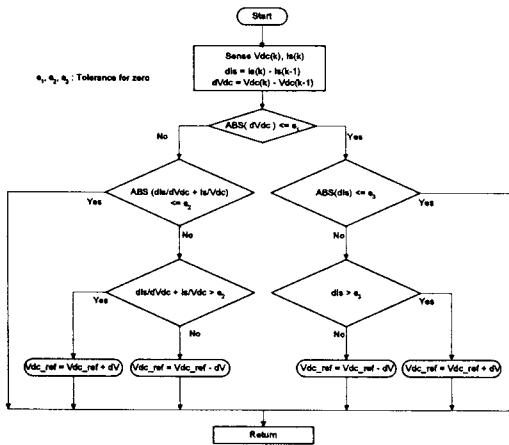 Start
Sense Vdc(k), Is(k)
dIs = Is(k) - Is(k-1)
dVdc = Vdc(k) - Vdc(k-1)
e1, e2, e3 : Tolerance for zero
ABS( dVdc ) <= e1
No
Yes
ABS (dIs/dVdc + Is/Vdc)
<= e2
Yes
No
ABS(dIs) <= e3
Yes
No
dIs/dVdc + Is/Vdc > e2
Yes
No
dIs > e3
Yes
No
Vdc_ref = Vdc_ref + dV
Vdc_ref = Vdc_ref - dV
Vdc_ref = Vdc_ref - dV
Vdc_ref = Vdc_ref + dV
Return